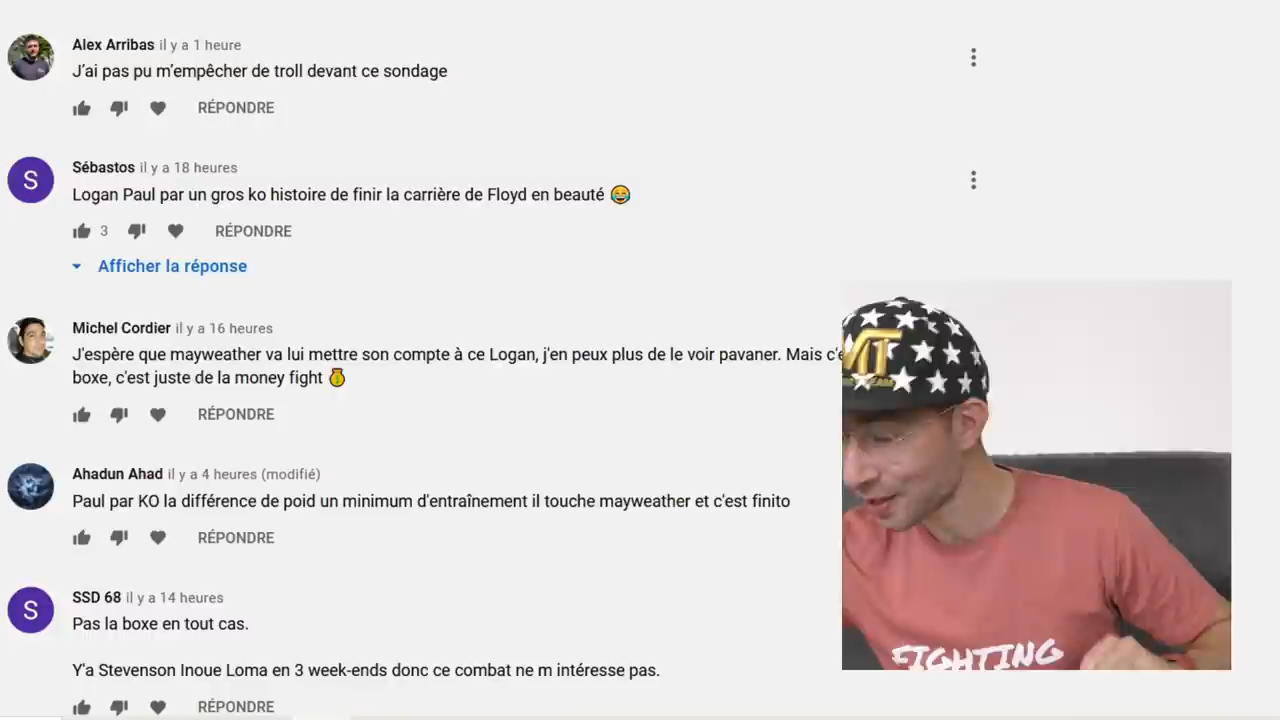 Alex Arribas il y a 1 heure
J’ai pas pu m’empêcher de troll devant ce sondage
RÉPONDRE
Sébastos il y a 18 heures
Logan Paul par un gros ko histoire de finir la carrière de Floyd en beauté 😂
3 RÉPONDRE
Afficher la réponse
Michel Cordier il y a 16 heures
J'espère que mayweather va lui mettre son compte à ce Logan, j'en peux plus de le voir pavaner. Mais
boxe, c'est juste de la money fight 💰
RÉPONDRE
Ahadun Ahad il y a 4 heures (modifié)
Paul par KO la différence de poid un minimum d'entraînement il touche mayweather et c'est finito
RÉPONDRE
SSD 68 il y a 14 heures
Pas la boxe en tout cas.
Y'a Stevenson Inoue Loma en 3 week-ends donc ce combat ne m intéresse pas.
RÉPONDRE
S
S
FIGHTING